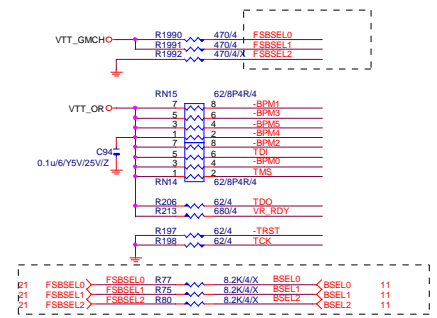 R1990 470/4 FSBSEL0
VTT_GMCH R1991 470/4 FSBSEL1
R1992 470/4/X FSBSEL2
RN15 62/8P4R/4
VTT_OR 7 8 -BPM1
5 6 -BPM3
3 4 -BPM5
1 2 -BPM4
7 8 -BPM2
C94 5 6 TDI
0.1u/6/Y5V/25V/Z 3 4 -BPM0
1 2 TMS
RN14 62/8P4R/4
R206 62/4 TDO
R213 680/4 VR_RDY
R197 62/4 -TRST
R198 62/4 TCK
21 FSBSEL0 FSBSEL0 R77 8.2K/4/X BSEL0 BSEL0 11
21 FSBSEL1 FSBSEL1 R75 8.2K/4/X BSEL1 BSEL1 11
21 FSBSEL2 FSBSEL2 R80 8.2K/4/X BSEL2 BSEL2 11